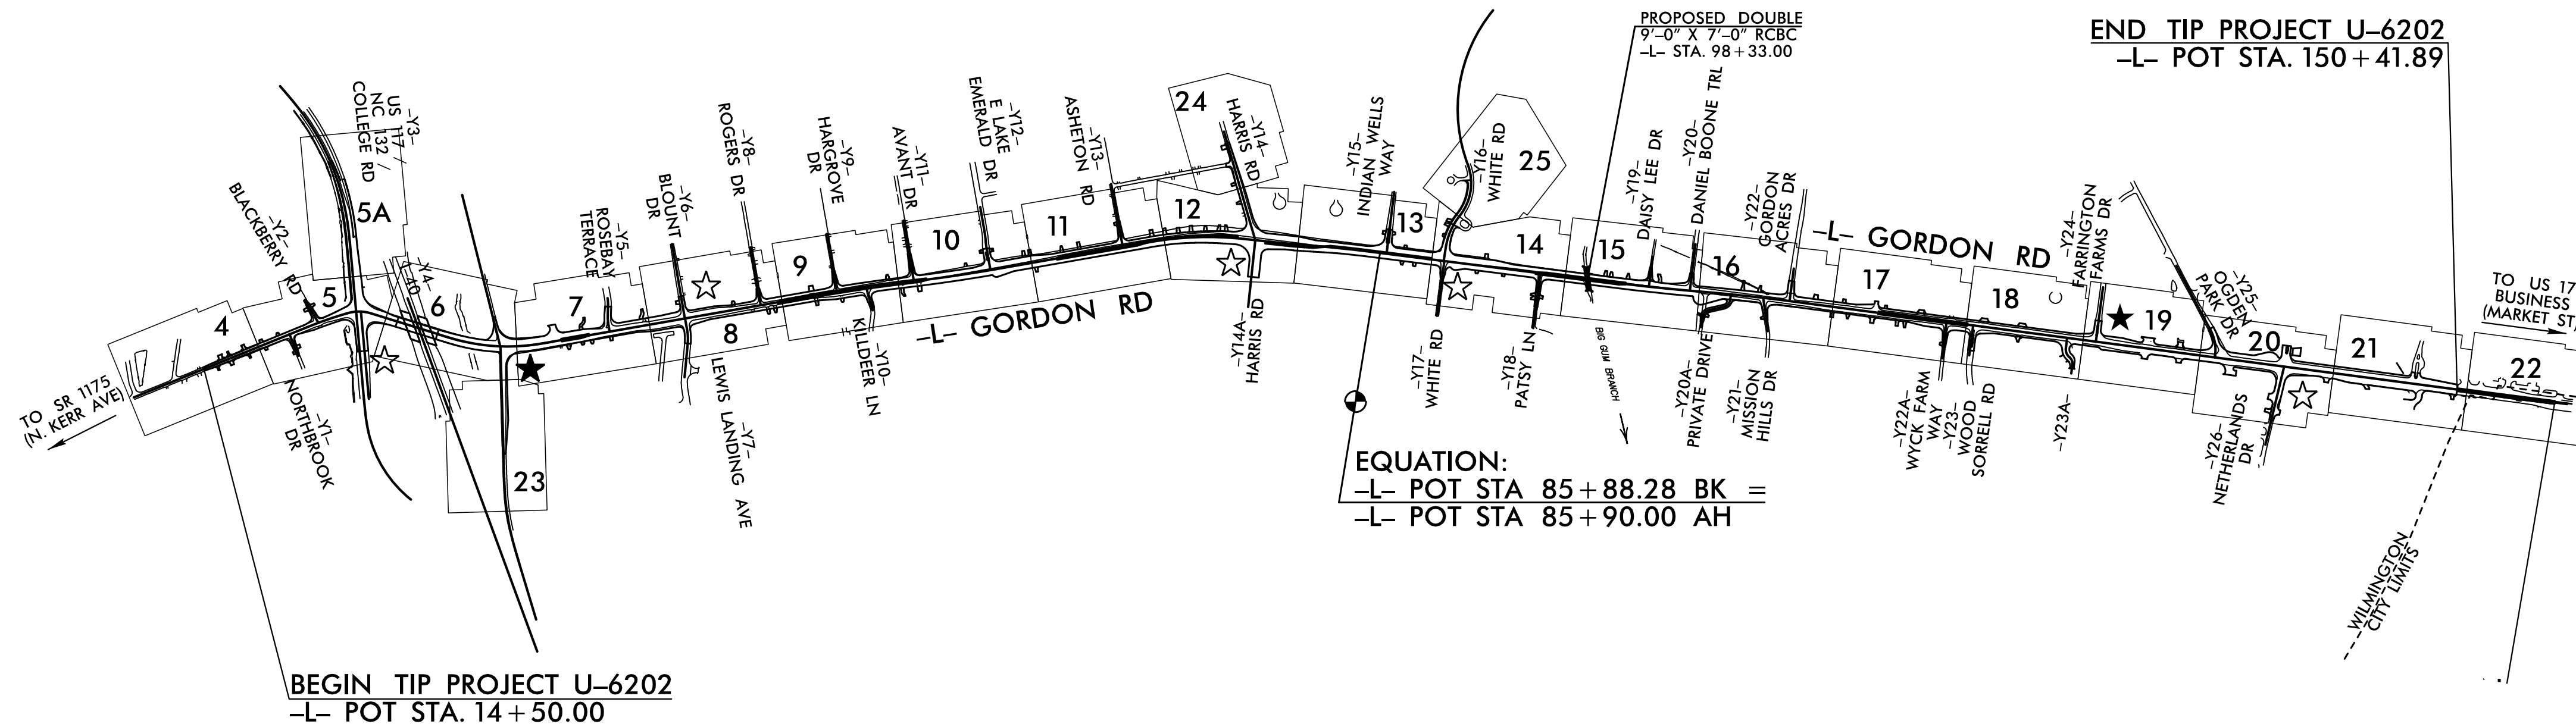 PROPOSED DOUBLE
9'–0" X 7'–0" RCBC
–L– STA. 98+33.00
END TIP PROJECT U–6202
–L– POT STA. 150+41.89
–Y3–
US 117 /
NC 132 /
COLLEGE RD
5A
–Y2–
BLACKBERRY RD
–Y4–
I–40
–Y5–
ROSEBAY
TERRACE
–Y6–
BLOUNT
DR
–Y8–
ROGERS DR
–Y9–
HARGROVE
DR
–Y11–
AVANT DR
–Y12–
E LAKE
EMERALD DR
–Y13–
ASHETON RD
24
–Y14–
HARRIS RD
–Y15–
INDIAN WELLS
WAY
–Y16–
WHITE RD
25
–Y19–
DAISY LEE DR
–Y20–
DANIEL BOONE TRL
–Y22–
GORDON
ACRES DR
–L– GORDON RD
–Y24–
FARRINGTON
FARMS DR
–Y25–
OGDEN
PARK DR
TO US 17
BUSINESS
(MARKET ST)
4
5
6
7
8
9
10
11
12
13
14
15
16
17
18
19
20
21
22
23
–L– GORDON RD
TO SR 1175
(N. KERR AVE)
–Y1–
NORTHBROOK
DR
–Y7–
LEWIS LANDING AVE
–Y10–
KILLDEER LN
–Y14A–
HARRIS RD
–Y17–
WHITE RD
–Y18–
PATSY LN
BIG GUM BRANCH
–Y20A–
PRIVATE DRIVE
–Y21–
MISSION
HILLS DR
–Y22A–
WYCK FARM
WAY
–Y23–
WOOD
SORRELL RD
–Y23A–
–Y26–
NETHERLANDS
DR
WILMINGTON
CITY LIMITS
EQUATION:
–L– POT STA 85+88.28 BK =
–L– POT STA 85+90.00 AH
BEGIN TIP PROJECT U–6202
–L– POT STA. 14+50.00